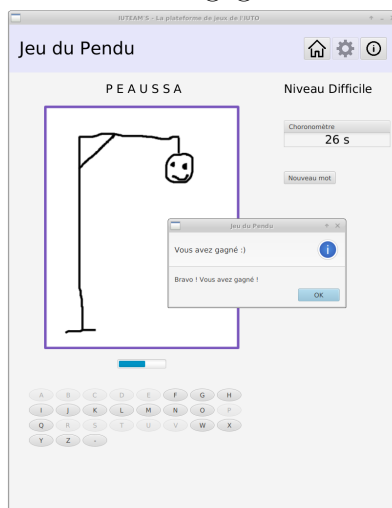 IUTEAM'S - La plateforme de jeux de l'IUTO
Jeu du Pendu
P E A U S S A
Niveau Difficile
Choronomètre
26 s
Nouveau mot
Jeu du Pendu
Vous avez gagné :)
Bravo ! Vous avez gagné !
OK
A B C D E F G H
I J K L M N O P
Q R S T U V W X
Y Z -